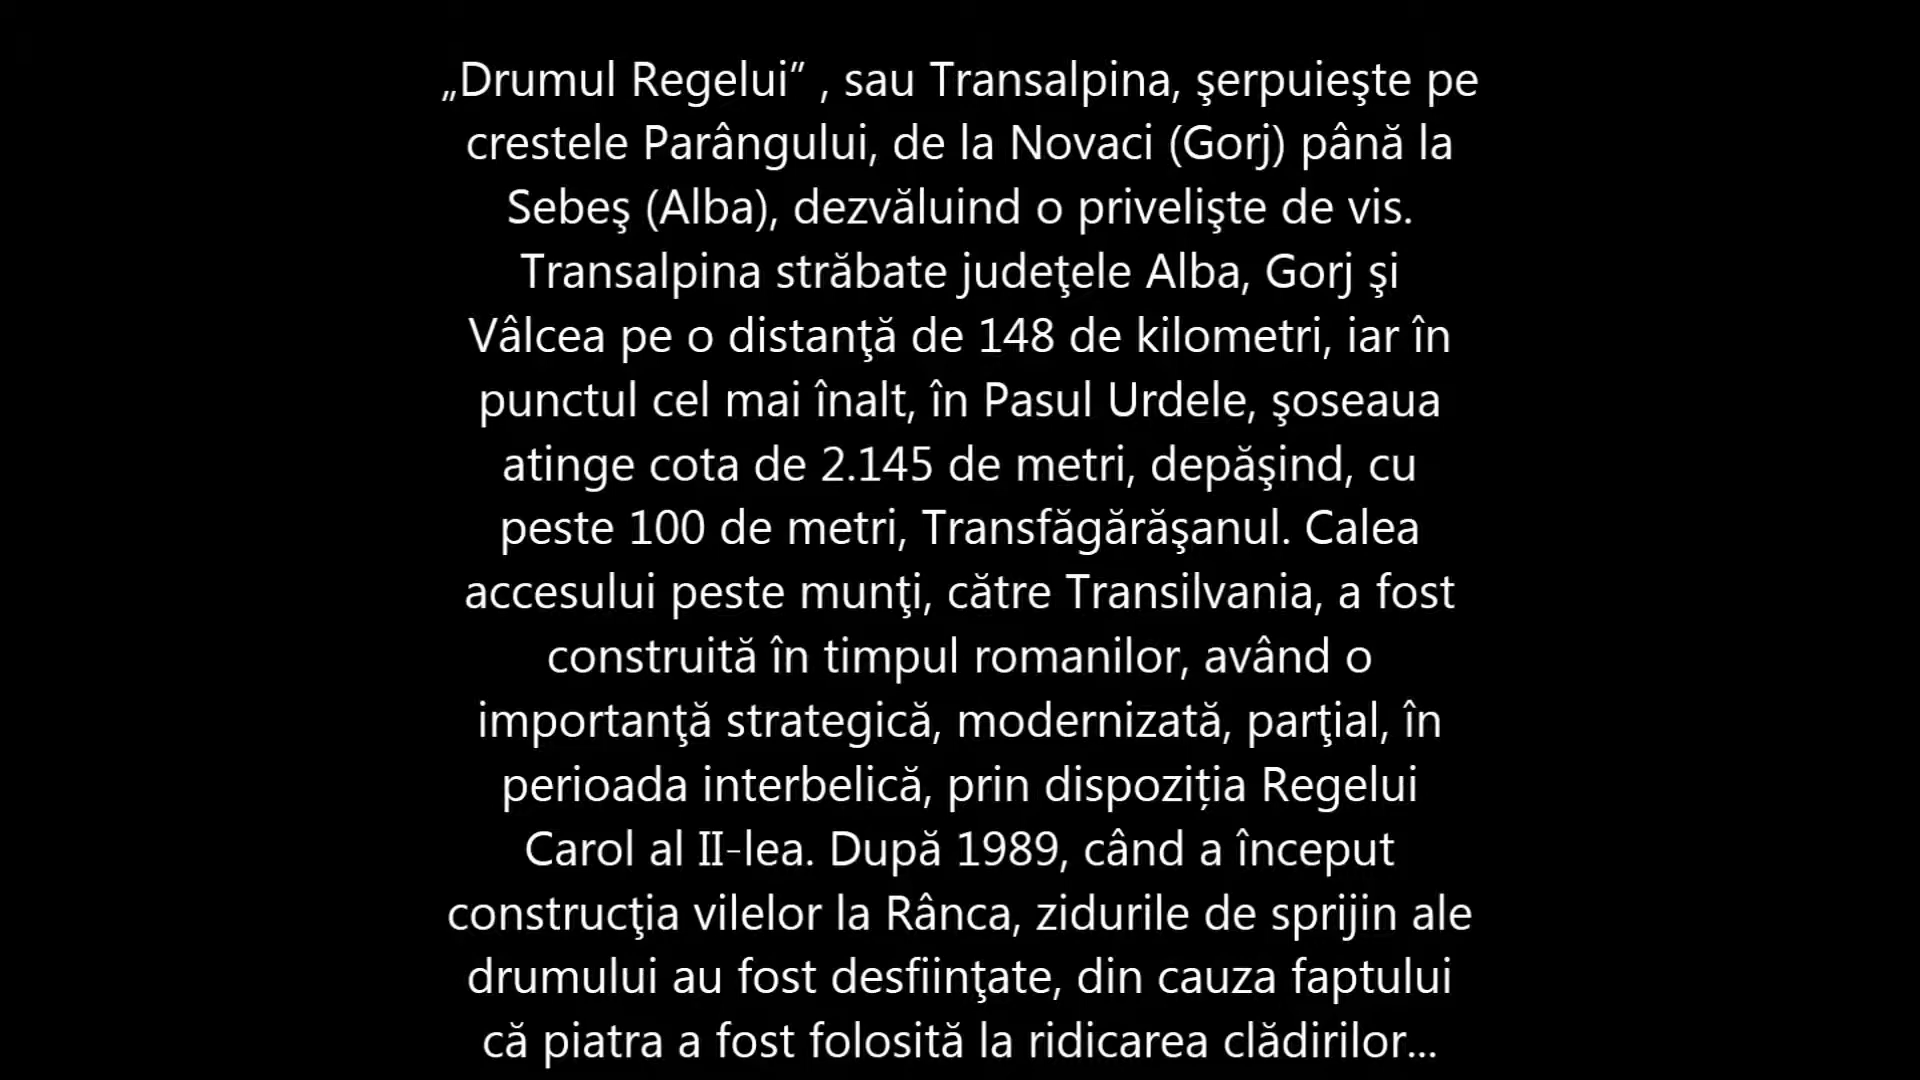 „Drumul Regelui” , sau Transalpina, şerpuieşte pe
crestele Parângului, de la Novaci (Gorj) până la
Sebeş (Alba), dezvăluind o privelişte de vis.
Transalpina străbate judeţele Alba, Gorj şi
Vâlcea pe o distanţă de 148 de kilometri, iar în
punctul cel mai înalt, în Pasul Urdele, şoseaua
atinge cota de 2.145 de metri, depăşind, cu
peste 100 de metri, Transfăgărăşanul. Calea
accesului peste munţi, către Transilvania, a fost
construită în timpul romanilor, având o
importanţă strategică, modernizată, parţial, în
perioada interbelică, prin dispoziția Regelui
Carol al II-lea. După 1989, când a început
construcţia vilelor la Rânca, zidurile de sprijin ale
drumului au fost desfiinţate, din cauza faptului
că piatra a fost folosită la ridicarea clădirilor...